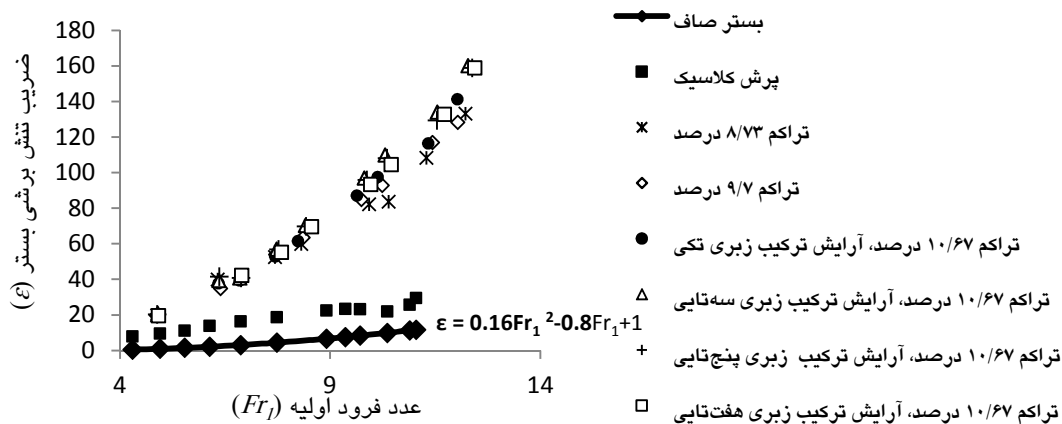 180
160
140
120
100
80
60
40
20
0
ضریب تنش برشی بستر (ε)
4
9
14
عدد فرود اولیه (Fr₁)
ε = 0.16Fr₁ ²-0.8Fr₁+1
بستر صاف
پرش کلاسیک
تراکم ۸/۷۳ درصد
تراکم ۹/۷ درصد
تراکم ۱۰/۶۷ درصد، آرایش ترکیب زبری تکی
تراکم ۱۰/۶۷ درصد، آرایش ترکیب زبری سه‌تایی
تراکم ۱۰/۶۷ درصد، آرایش ترکیب زبری پنج‌تایی
تراکم ۱۰/۶۷ درصد، آرایش ترکیب زبری هفت‌تایی